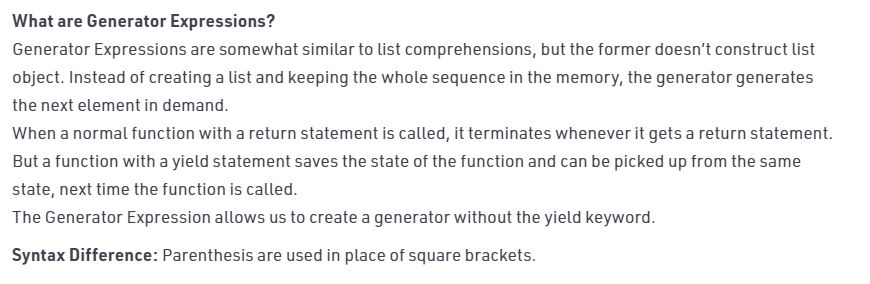 What are Generator Expressions?
Generator Expressions are somewhat similar to list comprehensions, but the former doesn’t construct list
object. Instead of creating a list and keeping the whole sequence in the memory, the generator generates
the next element in demand.
When a normal function with a return statement is called, it terminates whenever it gets a return statement.
But a function with a yield statement saves the state of the function and can be picked up from the same
state, next time the function is called.
The Generator Expression allows us to create a generator without the yield keyword.
Syntax Difference: Parenthesis are used in place of square brackets.